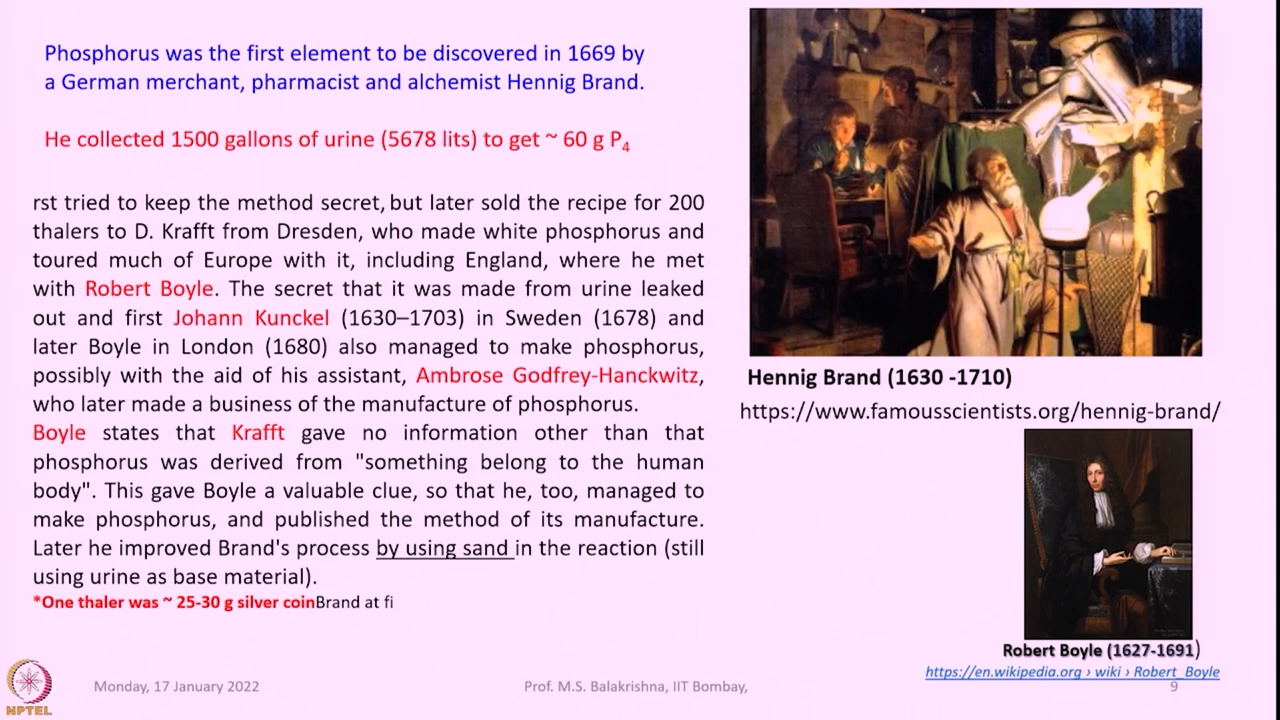 Phosphorus was the first element to be discovered in 1669 by
a German merchant, pharmacist and alchemist Hennig Brand.
He collected 1500 gallons of urine (5678 lits) to get ~ 60 g P₄
rst tried to keep the method secret, but later sold the recipe for 200
thalers to D. Krafft from Dresden, who made white phosphorus and
toured much of Europe with it, including England, where he met
with Robert Boyle. The secret that it was made from urine leaked
out and first Johann Kunckel (1630–1703) in Sweden (1678) and
later Boyle in London (1680) also managed to make phosphorus,
possibly with the aid of his assistant, Ambrose Godfrey-Hanckwitz,
who later made a business of the manufacture of phosphorus.
Boyle states that Krafft gave no information other than that
phosphorus was derived from "something belong to the human
body". This gave Boyle a valuable clue, so that he, too, managed to
make phosphorus, and published the method of its manufacture.
Later he improved Brand's process by using sand in the reaction (still
using urine as base material).
*One thaler was ~ 25-30 g silver coinBrand at fi
Hennig Brand (1630 -1710)
https://www.famousscientists.org/hennig-brand/
Robert Boyle (1627-1691)
https://en.wikipedia.org › wiki › Robert_Boyle
NPTEL
Monday, 17 January 2022
Prof. M.S. Balakrishna, IIT Bombay,
9